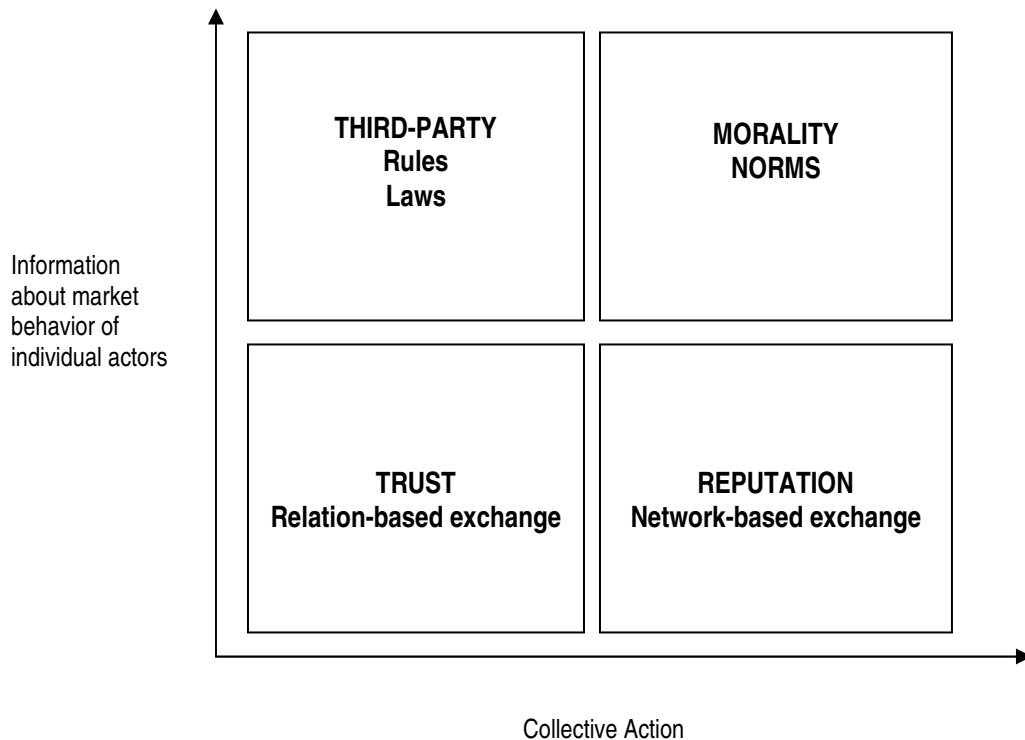 THIRD-PARTY
Rules
Laws
MORALITY
NORMS
Information
about market
behavior of
individual actors
TRUST
Relation-based exchange
REPUTATION
Network-based exchange
Collective Action